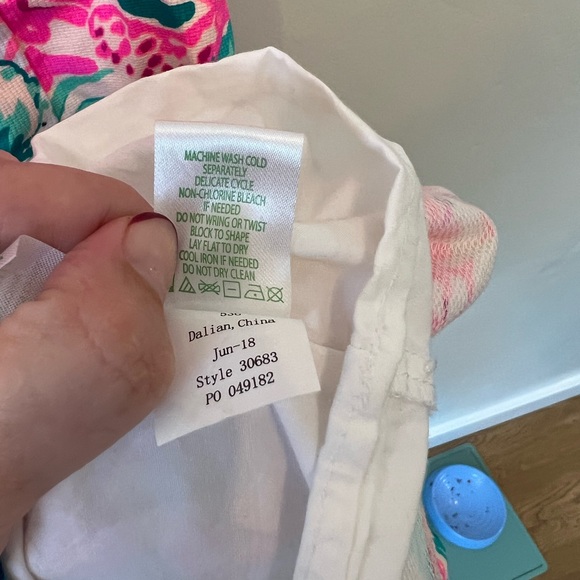 MACHINE WASH COLD
SEPARATELY
DELICATE CYCLE
NON-CHLORINE BLEACH
IF NEEDED
DO NOT WRING OR TWIST
BLOCK TO SHAPE
LAY FLAT TO DRY
COOL IRON IF NEEDED
DO NOT DRY CLEAN
Dalian, China
Jun-18
Style 30683
PO 049182